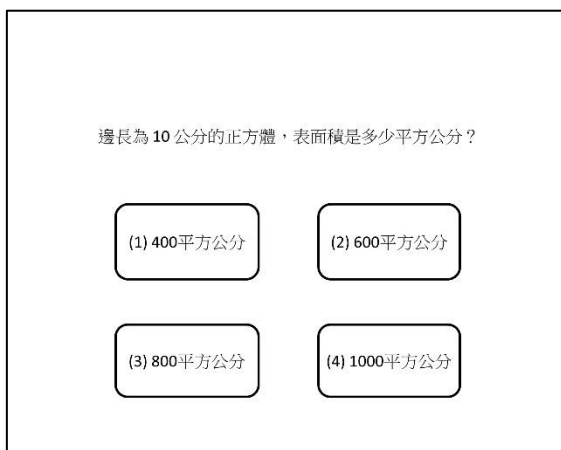 邊長為 10 公分的正方體，表面積是多少平方公分？
(1) 400平方公分
(2) 600平方公分
(3) 800平方公分
(4) 1000平方公分